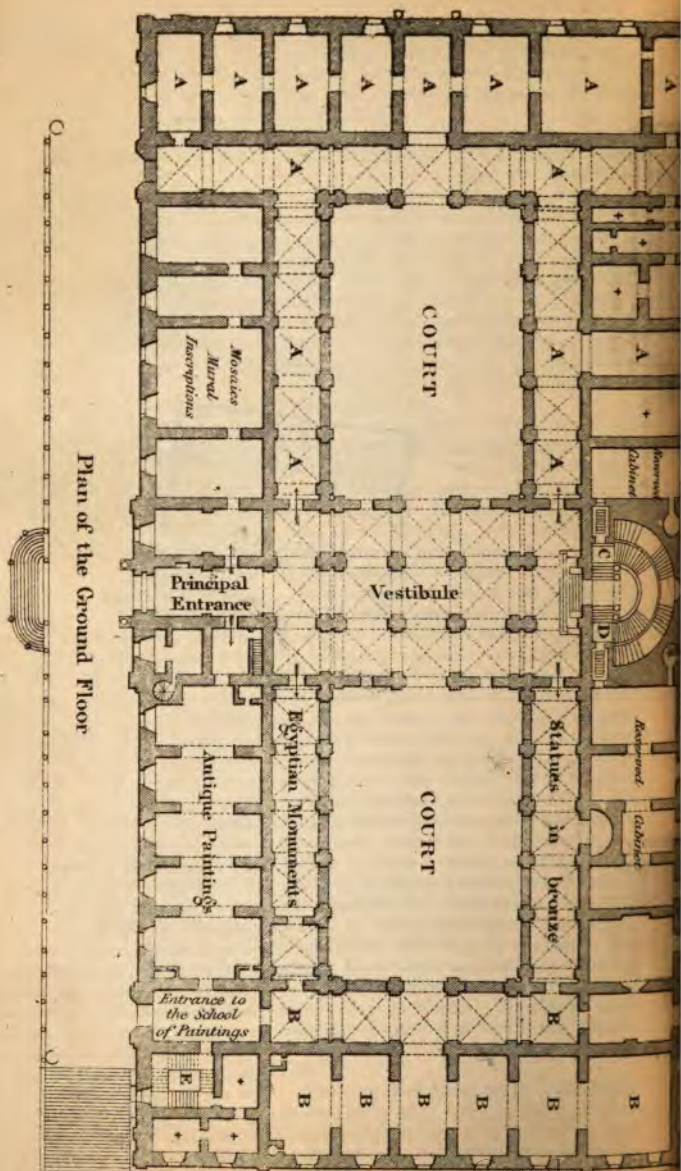 A A A A A A A A
A A
COURT
A A A
Mosaics
Mural
Inscriptions
A A
Reserved
Cabinet
C
Principal
Entrance
Vestibule
D
Plan of the Ground Floor
Antique Paintings
Egyptian Monuments
COURT
Statues in bronze
Reserved
Cabinet
Entrance to
the School
of Paintings
B B
E
B B B B B B